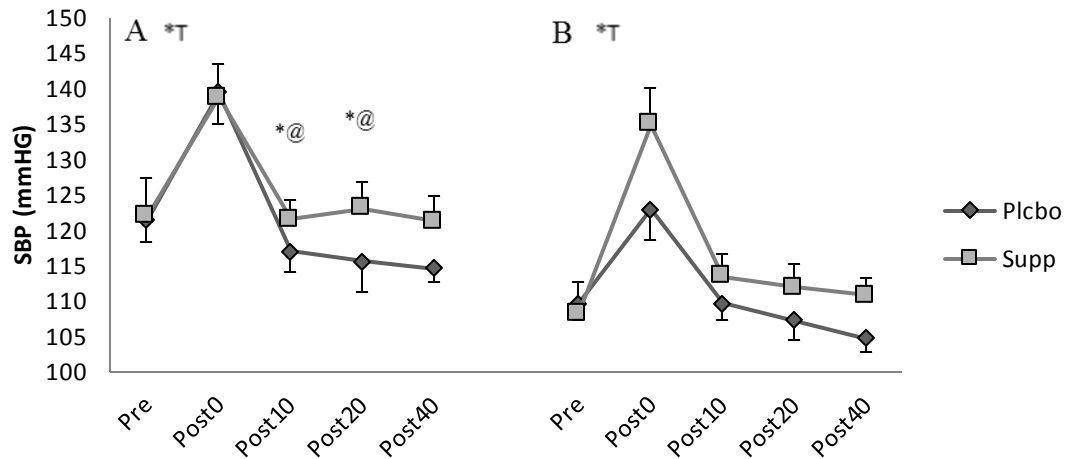 150
145
140
135
130
125
120
115
110
105
100
SBP (mmHG)
A *T
*@
*@
B *T
Pre
Post0
Post10
Post20
Post40
Pre
Post0
Post10
Post20
Post40
Plcbo
Supp